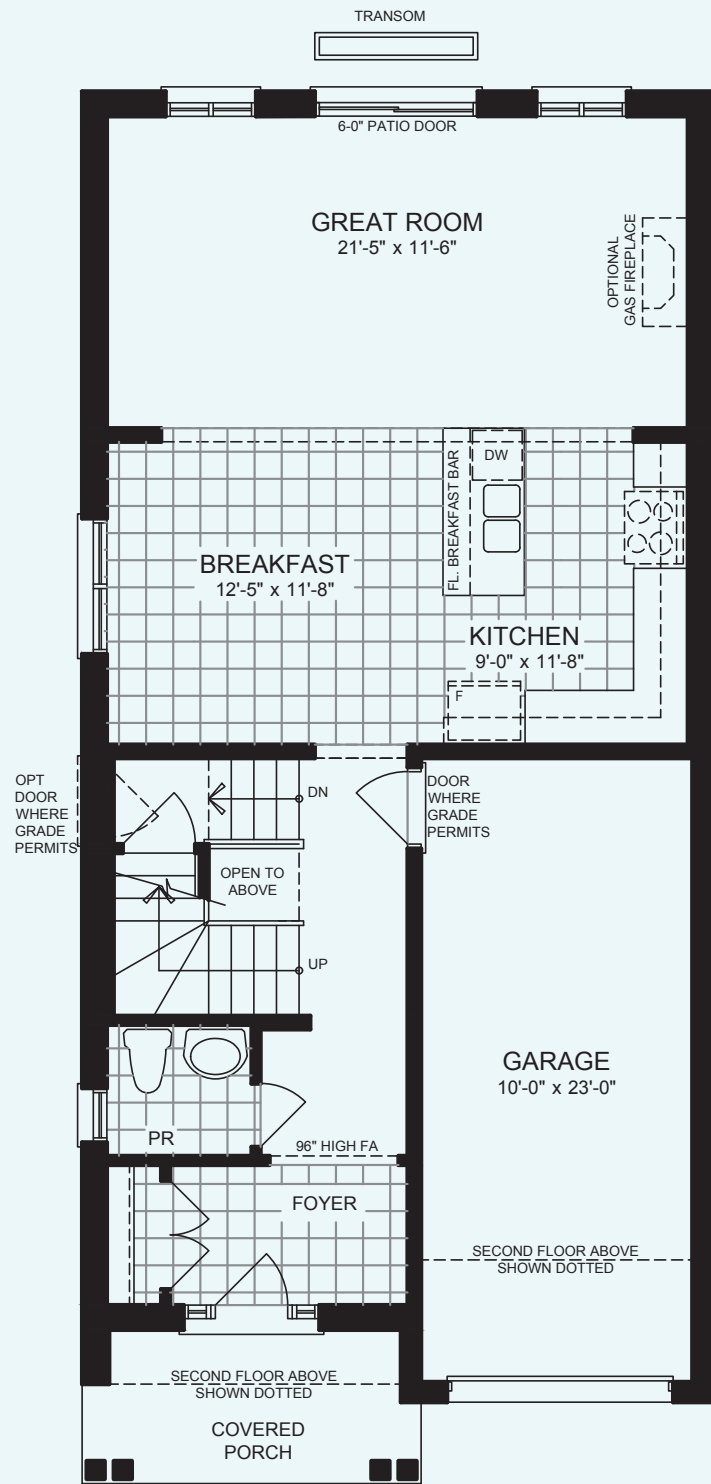 TRANSOM
6-0" PATIO DOOR
GREAT ROOM
21'-5" x 11'-6"
OPTIONAL
GAS FIREPLACE
FL. BREAKFAST BAR
DW
BREAKFAST
12'-5" x 11'-8"
KITCHEN
9'-0" x 11'-8"
F
OPT
DOOR
WHERE
GRADE
PERMITS
DN
DOOR
WHERE
GRADE
PERMITS
OPEN TO
ABOVE
UP
GARAGE
10'-0" x 23'-0"
PR
96" HIGH FA
FOYER
SECOND FLOOR ABOVE
SHOWN DOTTED
SECOND FLOOR ABOVE
SHOWN DOTTED
COVERED
PORCH